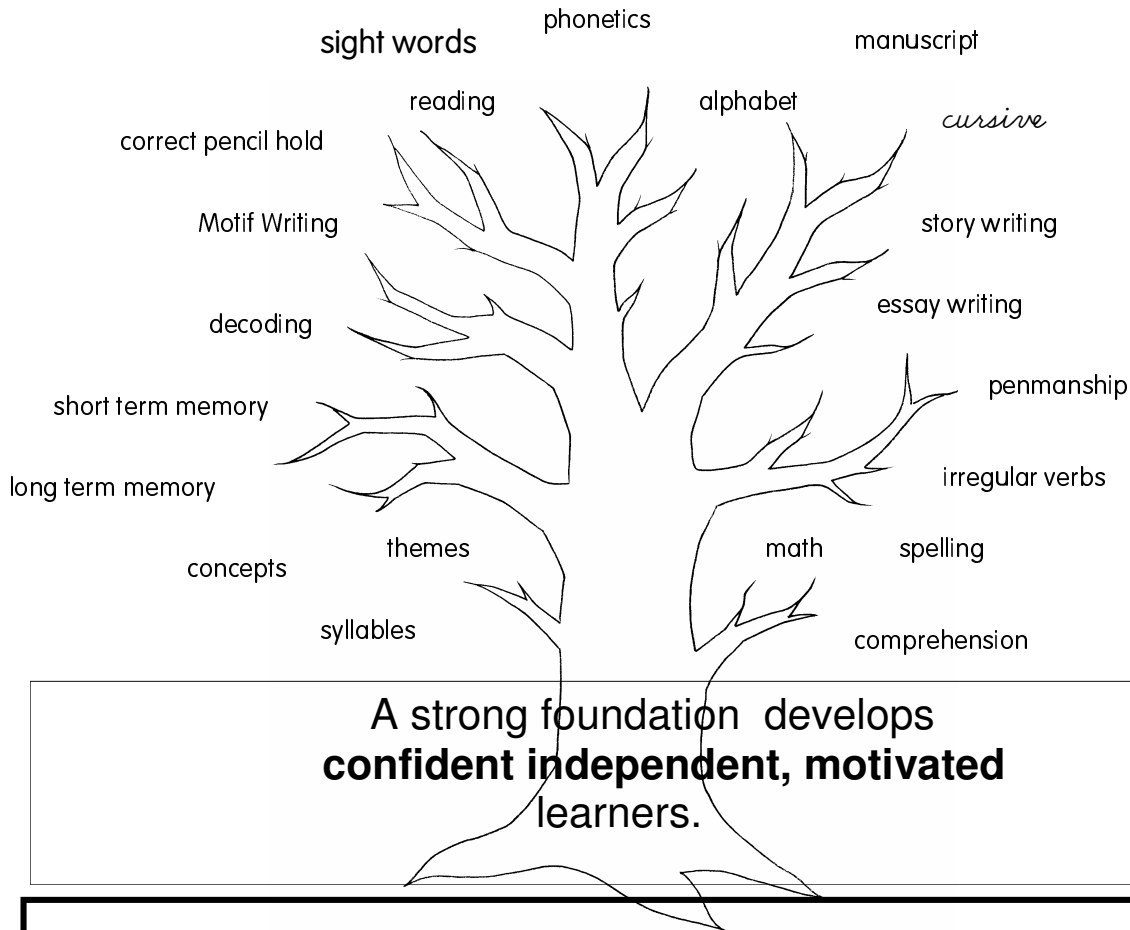 phonetics
sight words
manuscript
reading
alphabet
cursive
correct pencil hold
Motif Writing
story writing
essay writing
decoding
penmanship
short term memory
irregular verbs
long term memory
themes
math
spelling
concepts
syllables
comprehension
A strong foundation develops
confident independent, motivated
learners.